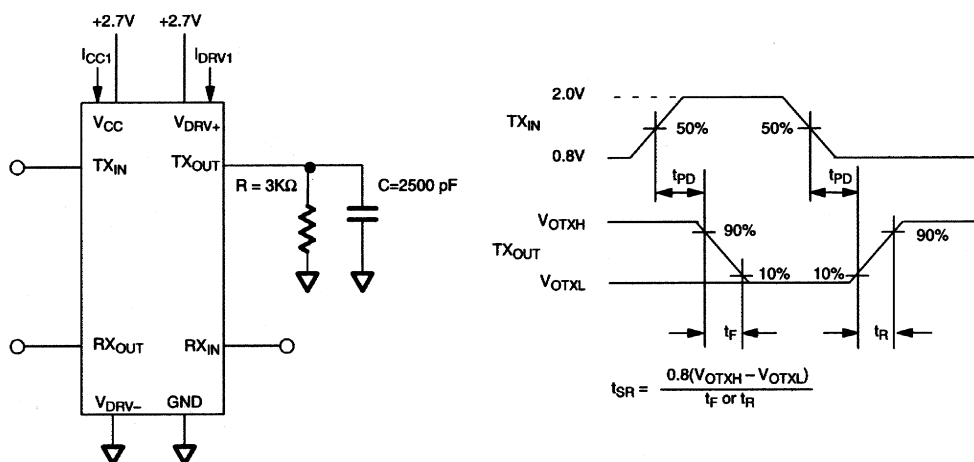 +2.7V +2.7V
ICC1 IDRV1
VCC VDRV+
TXIN TXOUT
R = 3KΩ C=2500 pF
RXOUT RXIN
VDRV− GND
2.0V
TXIN 50% 50%
0.8V
tPD tPD
VOTXH
90% 90%
TXOUT
10% 10%
VOTXL
tF tR
tSR = 0.8(VOTXH − VOTXL)
tF or tR